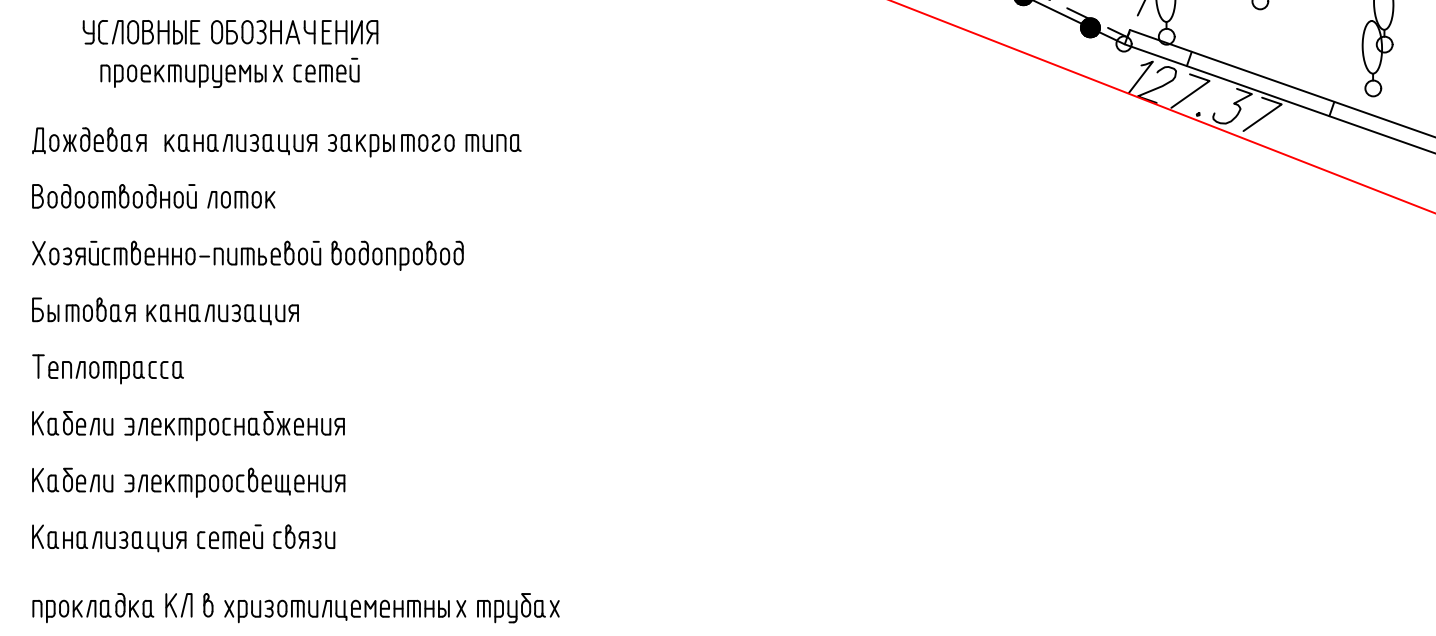 УСЛОВНЫЕ ОБОЗНАЧЕНИЯ
проектируемых сетей
Дождевая канализация закрытого типа
Водоотводной лоток
Хозяйственно-питьевой водопровод
Бытовая канализация
Теплотрасса
Кабели электроснабжения
Кабели электроосвещения
Канализация сетей связи
прокладка КЛ в хризотилцементных трубах
127.37